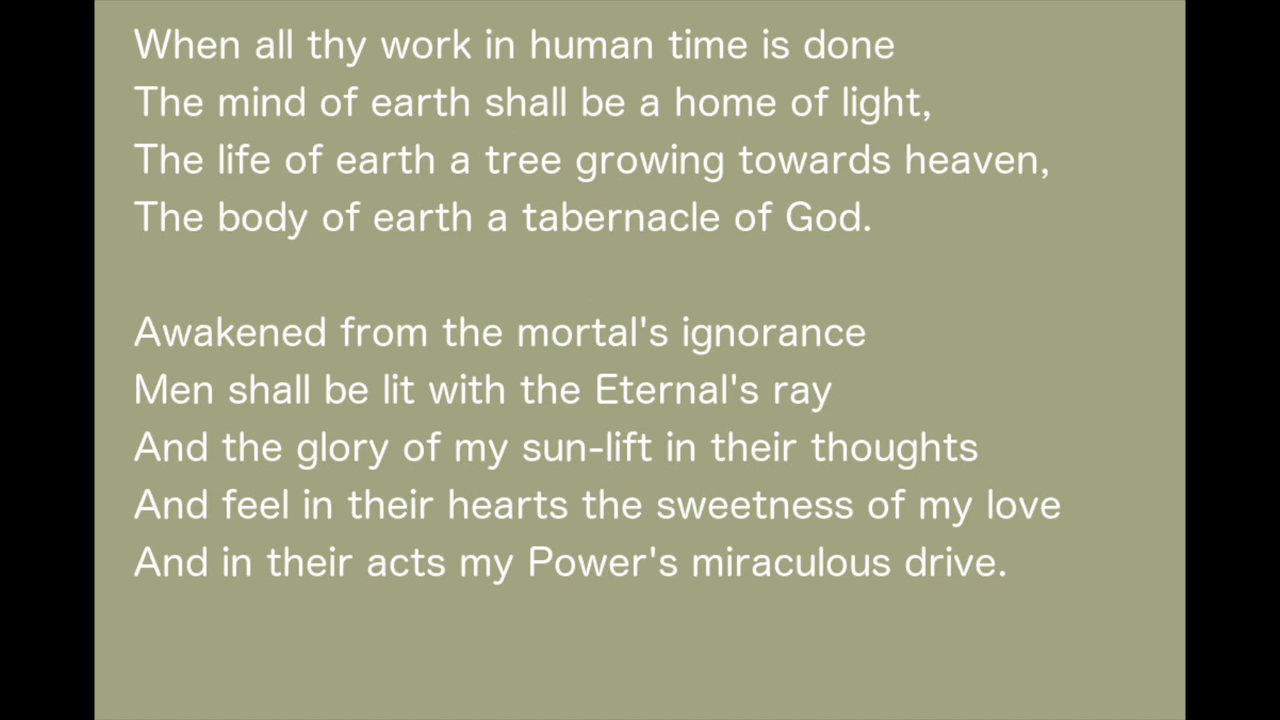 When all thy work in human time is done
The mind of earth shall be a home of light,
The life of earth a tree growing towards heaven,
The body of earth a tabernacle of God.
Awakened from the mortal's ignorance
Men shall be lit with the Eternal's ray
And the glory of my sun-lift in their thoughts
And feel in their hearts the sweetness of my love
And in their acts my Power's miraculous drive.